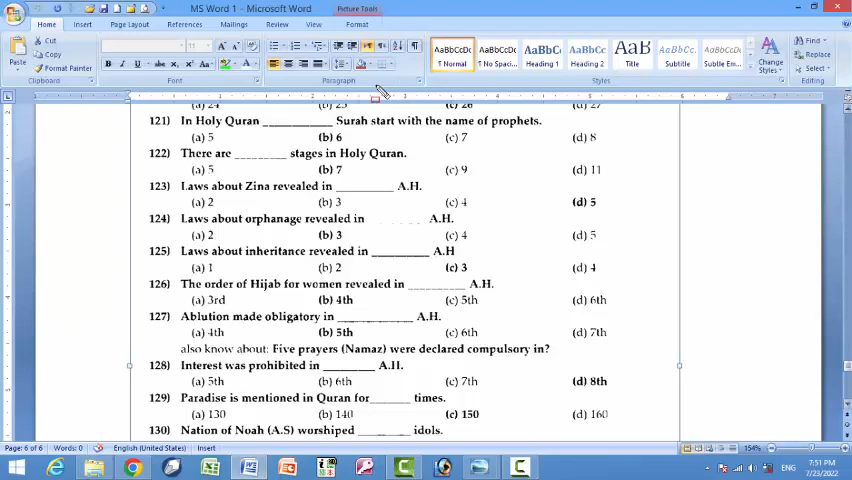 MS Word 1 - Microsoft Word
Picture Tools
Home Insert Page Layout References Mailings Review View Format
Paste
Cut
Copy
Format Painter
Clipboard
Font
Paragraph
AaBbCcDc AaBbCcDc AaBbC AaBbCc AaB AaBbCc. AaBbCcDc
¶ Normal ¶ No Spaci... Heading 1 Heading 2 Title Subtitle Subtle Em...
Change Styles
Styles
Find
Replace
Select
Editing
(a) 24 (b) 25 (c) 26 (d) 27
121) In Holy Quran ____________ Surah start with the name of prophets.
(a) 5 (b) 6 (c) 7 (d) 8
122) There are _________ stages in Holy Quran.
(a) 5 (b) 7 (c) 9 (d) 11
123) Laws about Zina revealed in __________ A.H.
(a) 2 (b) 3 (c) 4 (d) 5
124) Laws about orphanage revealed in __________ A.H.
(a) 2 (b) 3 (c) 4 (d) 5
125) Laws about inheritance revealed in __________ A.H
(a) 1 (b) 2 (c) 3 (d) 4
126) The order of Hijab for women revealed in __________ A.H.
(a) 3rd (b) 4th (c) 5th (d) 6th
127) Ablution made obligatory in ____________ A.H.
(a) 4th (b) 5th (c) 6th (d) 7th
also know about: Five prayers (Namaz) were declared compulsory in?
128) Interest was prohibited in _________ A.H.
(a) 5th (b) 6th (c) 7th (d) 8th
129) Paradise is mentioned in Quran for_______ times.
(a) 130 (b) 140 (c) 150 (d) 160
130) Nation of Noah (A.S) worshiped _________ idols.
Page: 6 of 6 Words: 0 English (United States) Insert 154%
ENG 7:51 PM
7/23/2022